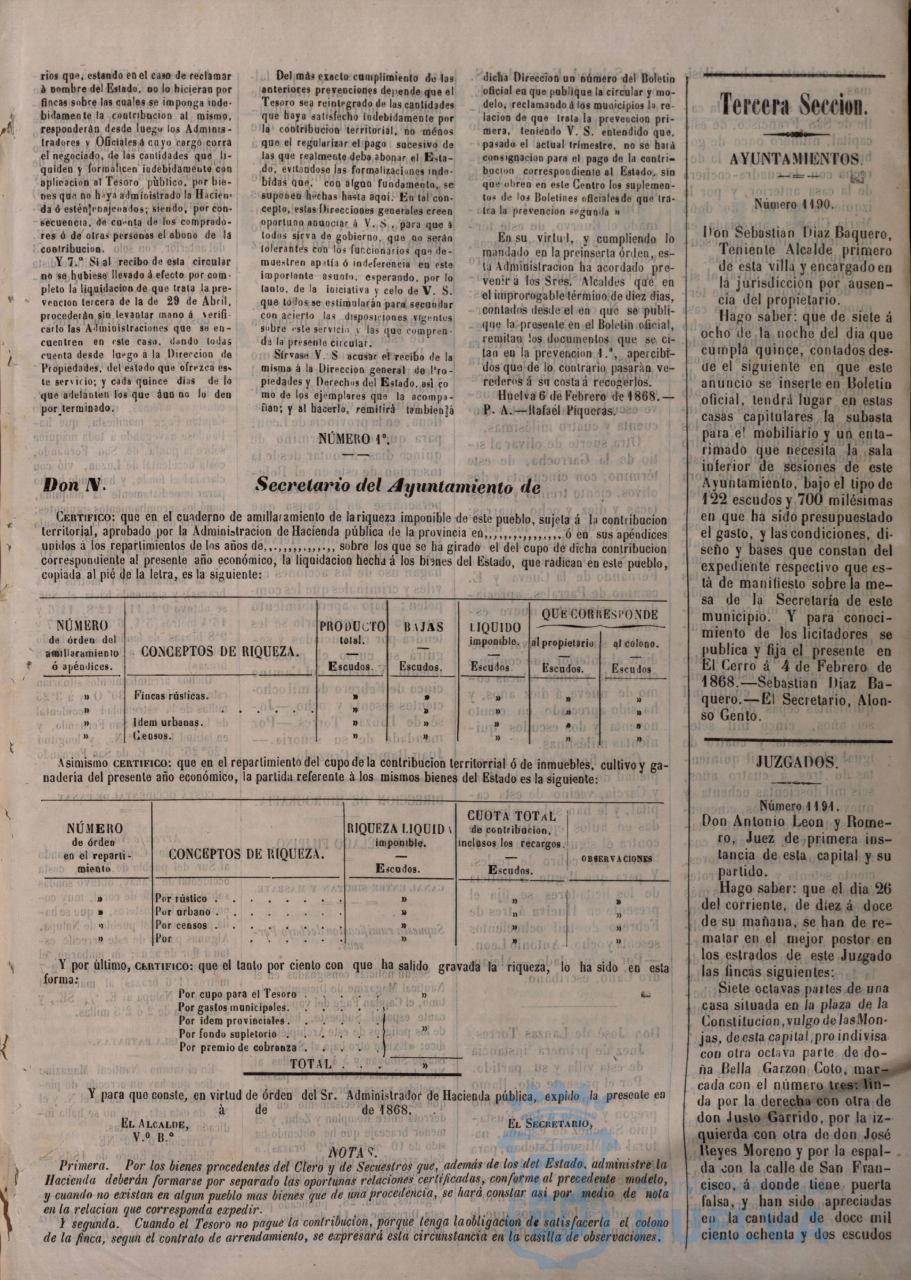 rios que, estando en el caso de reclamar
á nombre del Estado, no lo hicieran por
fincas sobre las cuales se imponga inde-
bidamente la contribucion al mismo,
responderán desde luego los Adminis-
tradores y Oficiales á cuyo cargo corra
el negociado, de las cantidades que li-
quiden y formalicen indebidamente con
aplicacion al Tesoro público, por bie-
nes que no haya administrado la Hacien-
da ó estén enajenados; siendo, por con-
secuencia, de cuenta de los comprado-
res ó de otras personas el abono de la
contribucion.
Y 7.ª Si al recibo de esta circular
no se hubiese llevado á efecto por com-
pleto la liquidacion de que trata la pre-
vencion tercera de la de 29 de Abril,
procederán sin levantar mano á verifi-
carlo las Administraciones que se en-
cuentren en este caso, dando todas
cuenta desde luego á la Direccion de
Propiedades, del estado que ofrezca es-
te servicio; y cada quince dias de lo
que adelanten los que áun no lo den
por terminado.
Del más exacto cumplimiento de las
anteriores prevenciones depende que el
Tesoro sea reintegrado de las cantidades
que haya satisfecho indebidamente por
la contribucion territorial, no ménos
que el regularizar el pago sucesivo de
las que realmente deba abonar el Esta-
do, evitándose las formalizaciones inde-
bidas que, con algun fundamento, se
suponen hechas hasta aquí. En tal con-
cepto, estas Direcciones generales creen
oportuno anunciar á V. S., para que á
todos sirva de gobierno, que no serán
tolerantes con los funcionarios que de-
muestren apatía ó indeferencia en este
importante asunto, esperando, por lo
tanto, de la iniciativa y celo de V. S.
que todos se estimularán para secundar
con acierto las disposiciones vigentes
sobre este servicio y las que compren-
de la presente circular.
Sírvase V. S acusar el recibo de la
misma á la Direccion general de Pro-
piedades y Derechos del Estado, así co
mo de los ejemplares que la acompa-
ñan; y al hacerlo, remitirá tambien á
dicha Direccion un número del Boletin
oficial en que publique la circular y mo-
delo, reclamando á los municipios la re-
lacion de que trata la prevencion pri-
mera, teniendo V. S. entendido que,
pasado el actual trimestre, no se hará
consignacion para el pago de la contri-
bucion correspondiente al Estado, sin
que obren en este Centro los suplemen-
tos de los Boletines oficiales de que tra-
tra la prevencion segunda »
En su virtud, y cumpliendo lo
mandado en la preinserta órden, es-
ta Administracion ha acordado pre-
venir á los Sres. Alcaldes que en
el improrogable término de diez dias,
contados desde el en que se publi-
que la presente en el Boletin oficial,
remitan los documentos que se ci-
tan en la prevencion 1.ª, apercibi-
dos que de lo contrario pasarán ve-
rederos á su costa á recogerlos.
Huelva 6 de Febrero de 1868.—
P. A.—Rafael Piqueras.
NÚMERO 1º.
Don N. Secretario del Ayuntamiento de
CERTIFICO: que en el cuaderno de amillaramiento de la riqueza imponible de este pueblo, sujeta á la contribucion
territorial, aprobado por la Administracion de Hacienda pública de la provincia en,,,,,,,,,,,,,,,, ó en sus apéndices
unidos á los repartimientos de los años de,..,,,,,.,,,,., sobre los que se ha girado el del cupo de dicha contribucion
correspondiente al presente año económico, la liquidacion hecha á los bienes del Estado, que radican en este pueblo,
copiada al pié de la letra, es la siguiente:
NÚMERO
de órden del
amillaramiento
ó apéndices.
CONCEPTOS DE RIQUEZA.
PRODUCTO
total.
—
Escudos.
BAJAS
—
Escudos.
LIQUIDO
imponible.
—
Escudos
QUE CORRESPONDE
al propietario
—
Escudos.
al colono.
—
Escudos
» Fincas rústicas. » » » » »
» . . . . . » » » » »
» Idem urbanas. » » » » »
» Censos. » » » » »
Asimismo CERTIFICO: que en el repartimiento del cupo de la contribucion territorrial ó de inmuebles, cultivo y ga-
naderia del presente año económico, la partida referente á los mismos bienes del Estado es la siguiente:
NÚMERO
de órden
en el reparti-
miento
CONCEPTOS DE RIQUEZA.
RIQUEZA LIQUIDA
imponible.
—
Escudos.
CUOTA TOTAL
de contribucion,
inclusos los recargos.
—
Escudos.
OBSERVACIONES
» Por rústico . . . . . . . » » »
» Por urbano . . . . . . . » » »
» Por censos . . . . . . . » » »
» Por . . . . . » » »
Y por último, CERTIFICO: que el tanto por ciento con que ha salido gravada la riqueza, lo ha sido en esta
forma:
Por cupo para el Tesoro . . . . . »
Por gastos municipales. . . . . .
Por idem provinciales. . . . . . »
Por fondo supletorio . . . . . .
Por premio de cobranza . . . . .
TOTAL . . . »
Y para que conste, en virtud de órden del Sr. Administrador de Hacienda pública, expido la presente en
á de de 1868.
EL ALCALDE,
V.º B.º
EL SECRETARIO,
NOTAS.
Primera. Por los bienes procedentes del Clero y de Secuestros que, además de los del Estado, administre la
Hacienda deberán formarse por separado las oportunas relaciones certificadas, conforme al precedente modelo,
y cuando no existan en algun pueblo mas bienes que de una procedencia, se hará constar asi por medio de nota
en la relacion que corresponda expedir.
Y segunda. Cuando el Tesoro no pague la contribucion, porque tenga la obligacion de satisfacerla el colono
de la finca, segun el contrato de arrendamiento, se expresará esta circunstancia en la casilla de observaciones.
Tercera Seccion.
AYUNTAMIENTOS.
Número 1190.
Don Sebastian Diaz Baquero,
Teniente Alcalde primero
de esta villa y encargado en
la jurisdiccion por ausen-
cia del propietario.
Hago saber: que de siete á
ocho de la noche del dia que
cumpla quince, contados des-
de el siguiente en que este
anuncio se inserte en Boletin
oficial, tendrá lugar en estas
casas capitulares la subasta
para el mobiliario y un enta-
rimado que necesita la sala
inferior de sesiones de este
Ayuntamiento, bajo el tipo de
122 escudos y 700 milésimas
en que ha sido presupuestado
el gasto, y las condiciones, di-
seño y bases que constan del
expediente respectivo que es-
tá de manifiesto sobre la me-
sa de la Secretaría de este
municipio. Y para conoci-
miento de los licitadores se
publica y fija el presente en
El Cerro á 4 de Febrero de
1868.—Sebastian Diaz Ba-
quero.—El Secretario, Alon-
so Gento.
JUZGADOS.
Número 1191.
Don Antonio Leon y Rome-
ro, Juez de primera ins-
tancia de esta capital y su
partido.
Hago saber: que el dia 26
del corriente, de diez á doce
de su mañana, se han de re-
matar en el mejor postor en
los estrados de este Juzgado
las fincas siguientes:
Siete octavas partes de una
casa situada en la plaza de la
Constitucion, vulgo de las Mon-
jas, de esta capital, pro indivisa
con otra octava parte de do-
ña Bella Garzon Coto, mar-
cada con el número tres: lin-
da por la derecha con otra de
don Justo Garrido, por la iz-
quierda con otra de don José
Reyes Moreno y por la espal-
da con la calle de San Fran-
cisco, á donde tiene puerta
falsa, y han sido apreciadas
en la cantidad de doce mil
ciento ochenta y dos escudos